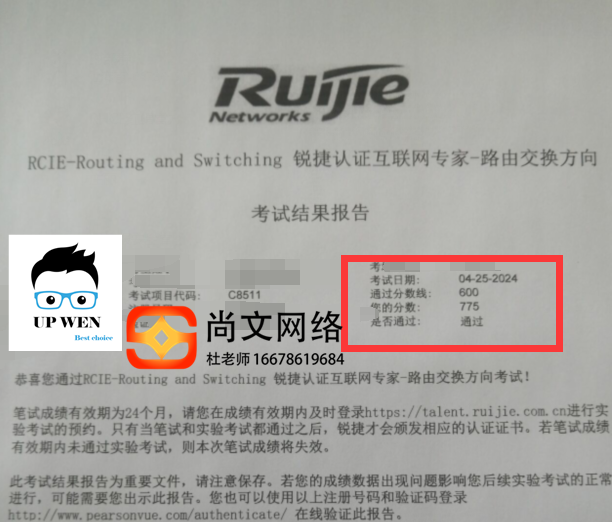 RUIJIE
Networks
RCIE-Routing and Switching 锐捷认证互联网专家-路由交换方向
考试结果报告
考试日期: 04-25-2024
考试项目代码: C8511
通过分数线: 600
您的分数: 775
是否通过: 通过
UP WEN
Best choice
尚文网络
杜老师 16678619684
恭喜您通过RCIE-Routing and Switching 锐捷认证互联网专家-路由交换方向考试!
笔试成绩有效期为24个月，请您在成绩有效期内及时登录https://talent.ruijie.com.cn进行实
验考试的预约。只有当笔试和实验考试都通过之后，锐捷才会颁发相应的认证证书。若笔试成绩
有效期内未通过实验考试，则本次笔试成绩将失效。
此考试结果报告为重要文件，请注意保存。若您的成绩数据出现问题影响您后续实验考试的正常
进行，可能需要您出示此报告。您也可以使用以上注册号码和验证码登录
http://www.pearsonvue.com/authenticate/ 在线验证此报告。